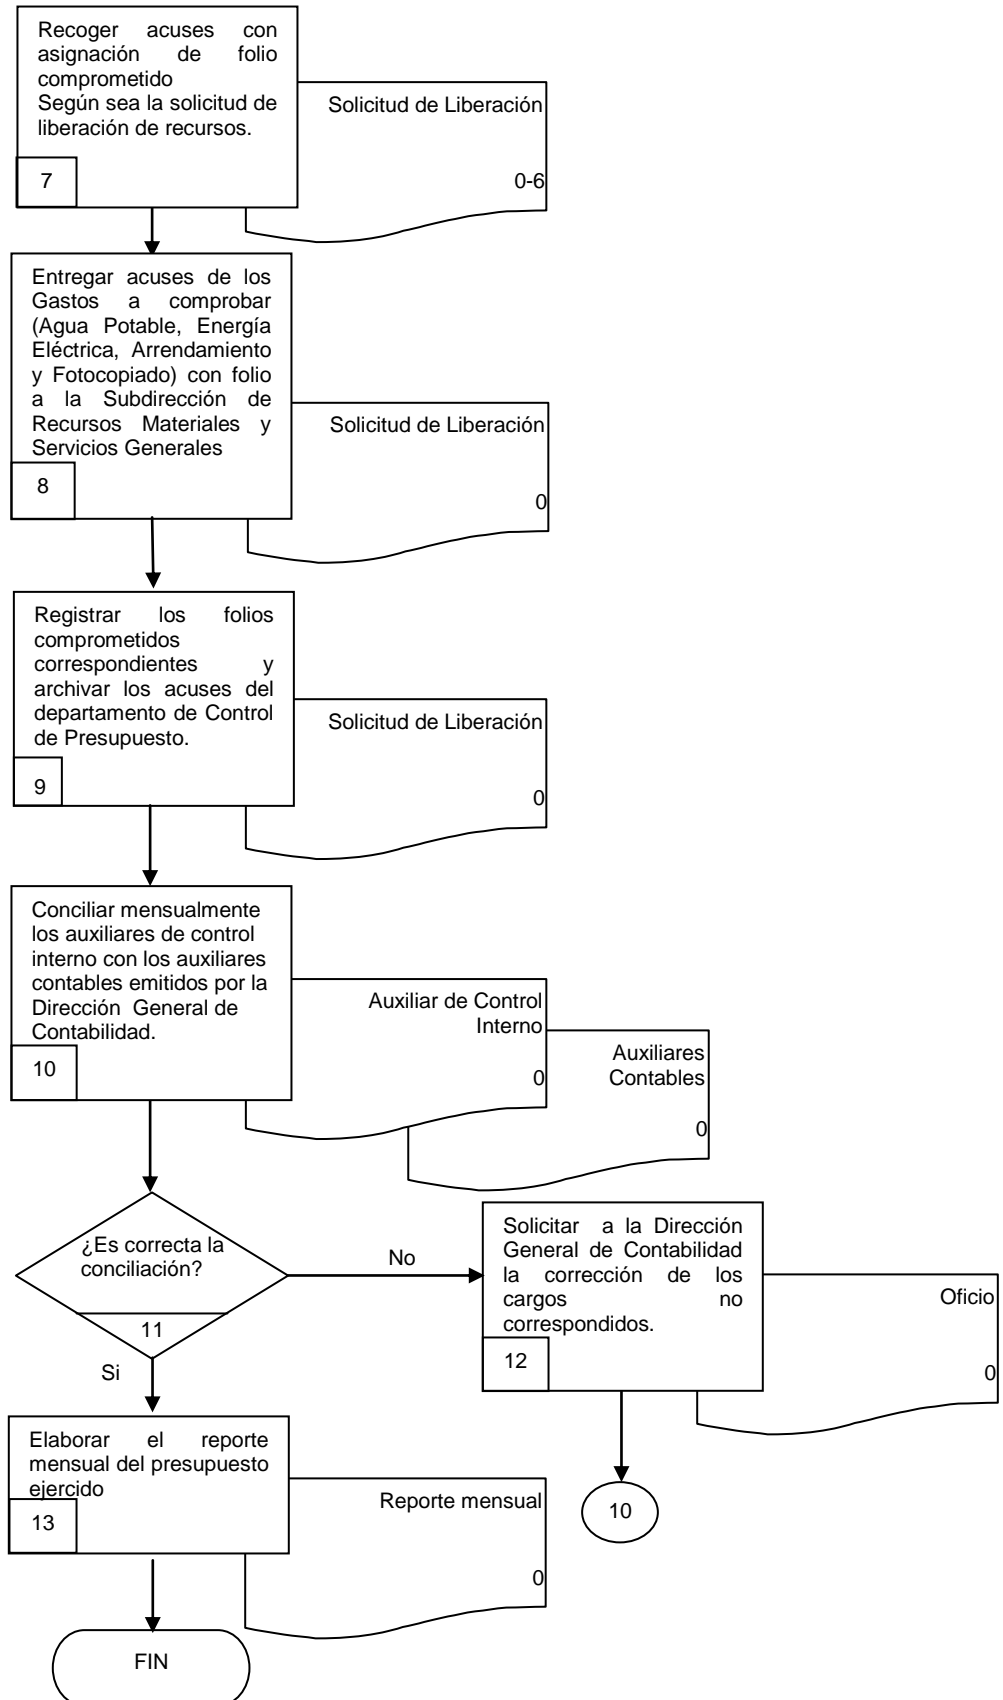 Recoger acuses con
asignación de folio
comprometido
Según sea la solicitud de
liberación de recursos.
7
Solicitud de Liberación
0-6
Entregar acuses de los
Gastos a comprobar
(Agua Potable, Energía
Eléctrica, Arrendamiento
y Fotocopiado) con folio
a la Subdirección de
Recursos Materiales y
Servicios Generales
8
Solicitud de Liberación
0
Registrar los folios
comprometidos
correspondientes y
archivar los acuses del
departamento de Control
de Presupuesto.
9
Solicitud de Liberación
0
Conciliar mensualmente
los auxiliares de control
interno con los auxiliares
contables emitidos por la
Dirección General de
Contabilidad.
10
Auxiliar de Control
Interno
0
Auxiliares
Contables
0
¿Es correcta la
conciliación?
11
No
Si
Solicitar a la Dirección
General de Contabilidad
la corrección de los
cargos no
correspondidos.
12
Oficio
0
10
Elaborar el reporte
mensual del presupuesto
ejercido
13
Reporte mensual
0
FIN